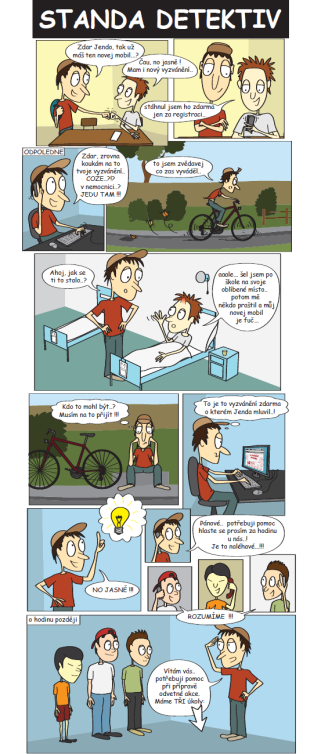 STANDA DETEKTIV
Zdar Jendo, tak už
máš ten novej mobil...?
Čau, no jasně !
Mam i nový vyzvánění..
stáhnul jsem ho zdarma
jen za registraci..
ODPOLEDNE
Zdar, zrovna
koukám na to
tvoje vyzvánění..
COŽE..?!?
v nemocnici..?
JEDU TAM !!!
to jsem zvědavej
co zas vyváděl..
Ahoj, jak se
ti to stalo..?
aaale... šel jsem po
škole na svoje
oblíbené místo..
potom mě
někdo praštil a můj
novej mobil
je fuč...
Kdo to mohl být..?
Musím na to přijít !!!
To je to vyzvánění zdarma
o kterém Jenda mluvil..!
NO JASNĚ !!!
Pánové.. potřebuji pomoc
hlaste se prosím za hodinu
u nás..!
Je to naléhavé...!!!
ROZUMÍME !!!
o hodinu později
Vítám vás..
potřebuji pomoc
při přípravě
odvetné akce.
Máme TŘI úkoly: